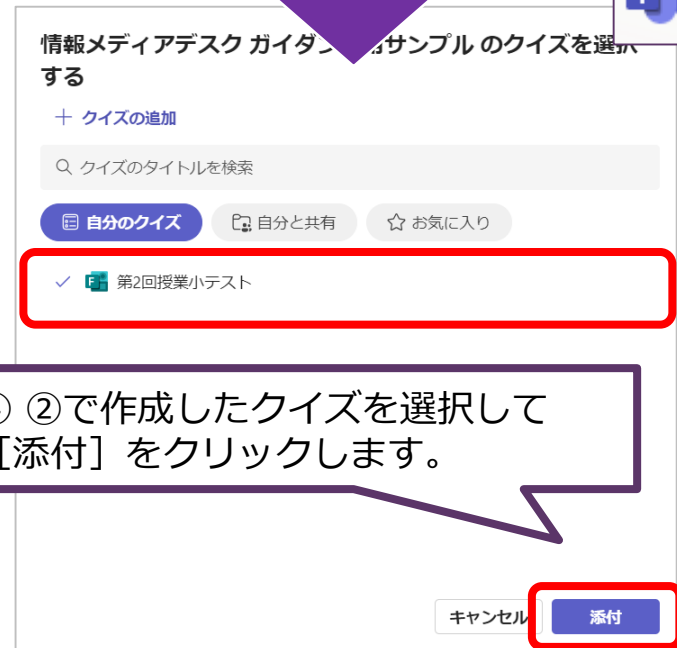 情報メディアデスク ガイダン サンプル のクイズを選択
する
＋ クイズの追加
クイズのタイトルを検索
自分のクイズ 自分と共有 お気に入り
第2回授業小テスト
②で作成したクイズを選択して
［添付］をクリックします。
キャンセル 添付